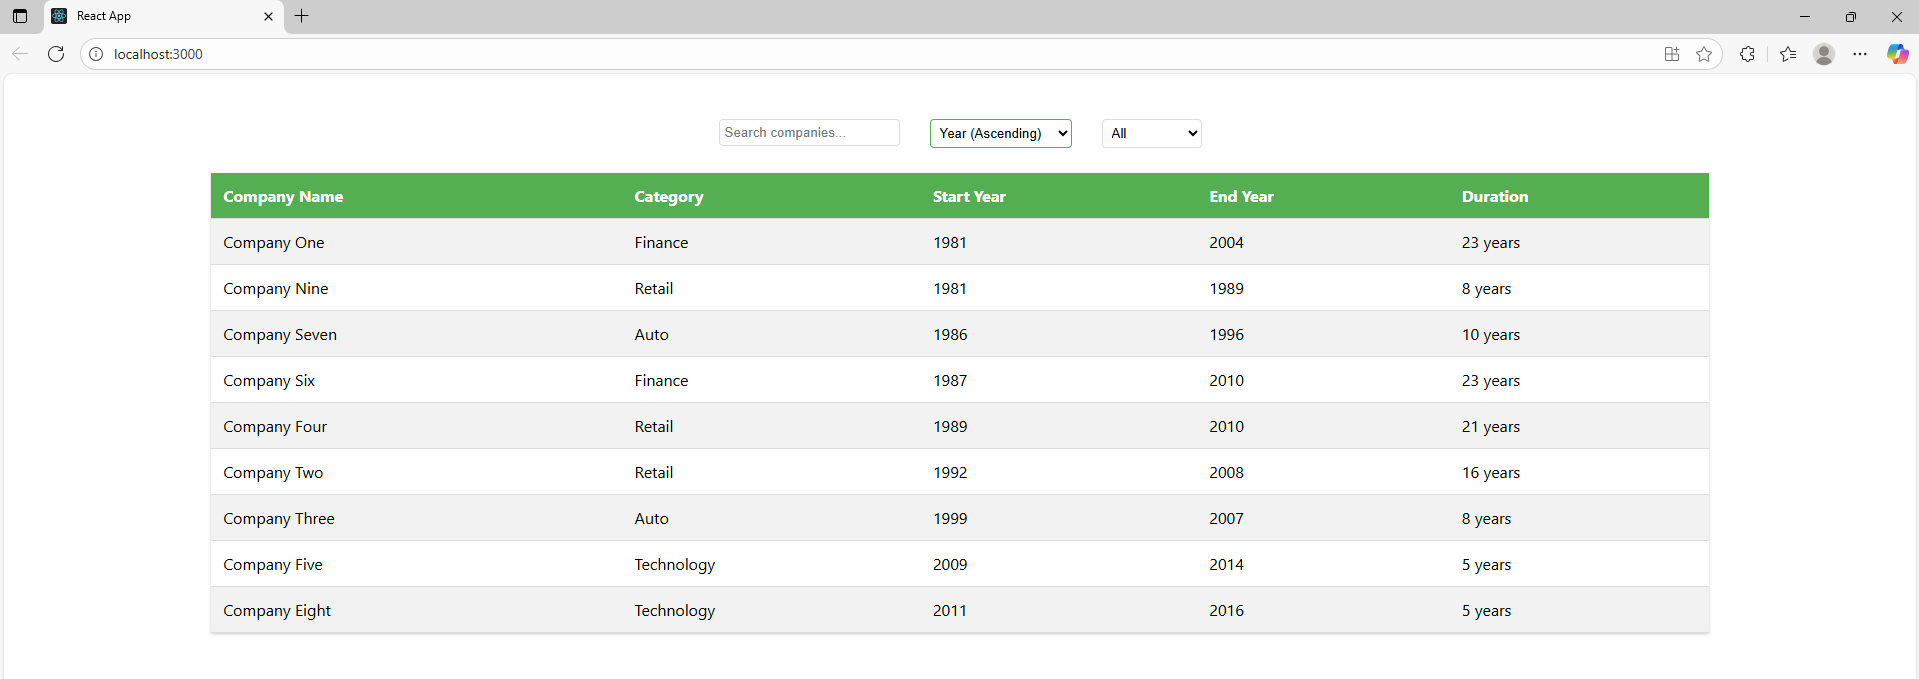 React App
localhost:3000
Search companies... Year (Ascending) All
Company Name Category Start Year End Year Duration
Company One Finance 1981 2004 23 years
Company Nine Retail 1981 1989 8 years
Company Seven Auto 1986 1996 10 years
Company Six Finance 1987 2010 23 years
Company Four Retail 1989 2010 21 years
Company Two Retail 1992 2008 16 years
Company Three Auto 1999 2007 8 years
Company Five Technology 2009 2014 5 years
Company Eight Technology 2011 2016 5 years